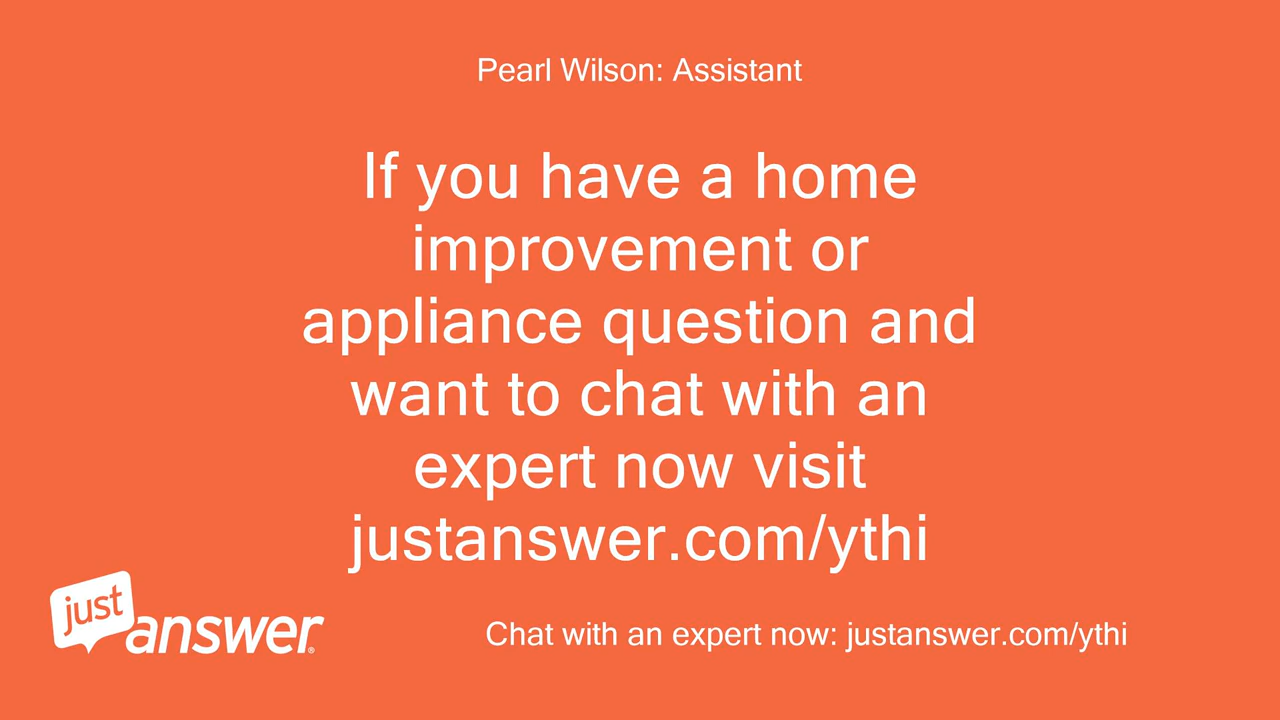 Pearl Wilson: Assistant
If you have a home
improvement or
appliance question and
want to chat with an
expert now visit
justanswer.com/ythi
just
answer®
Chat with an expert now: justanswer.com/ythi